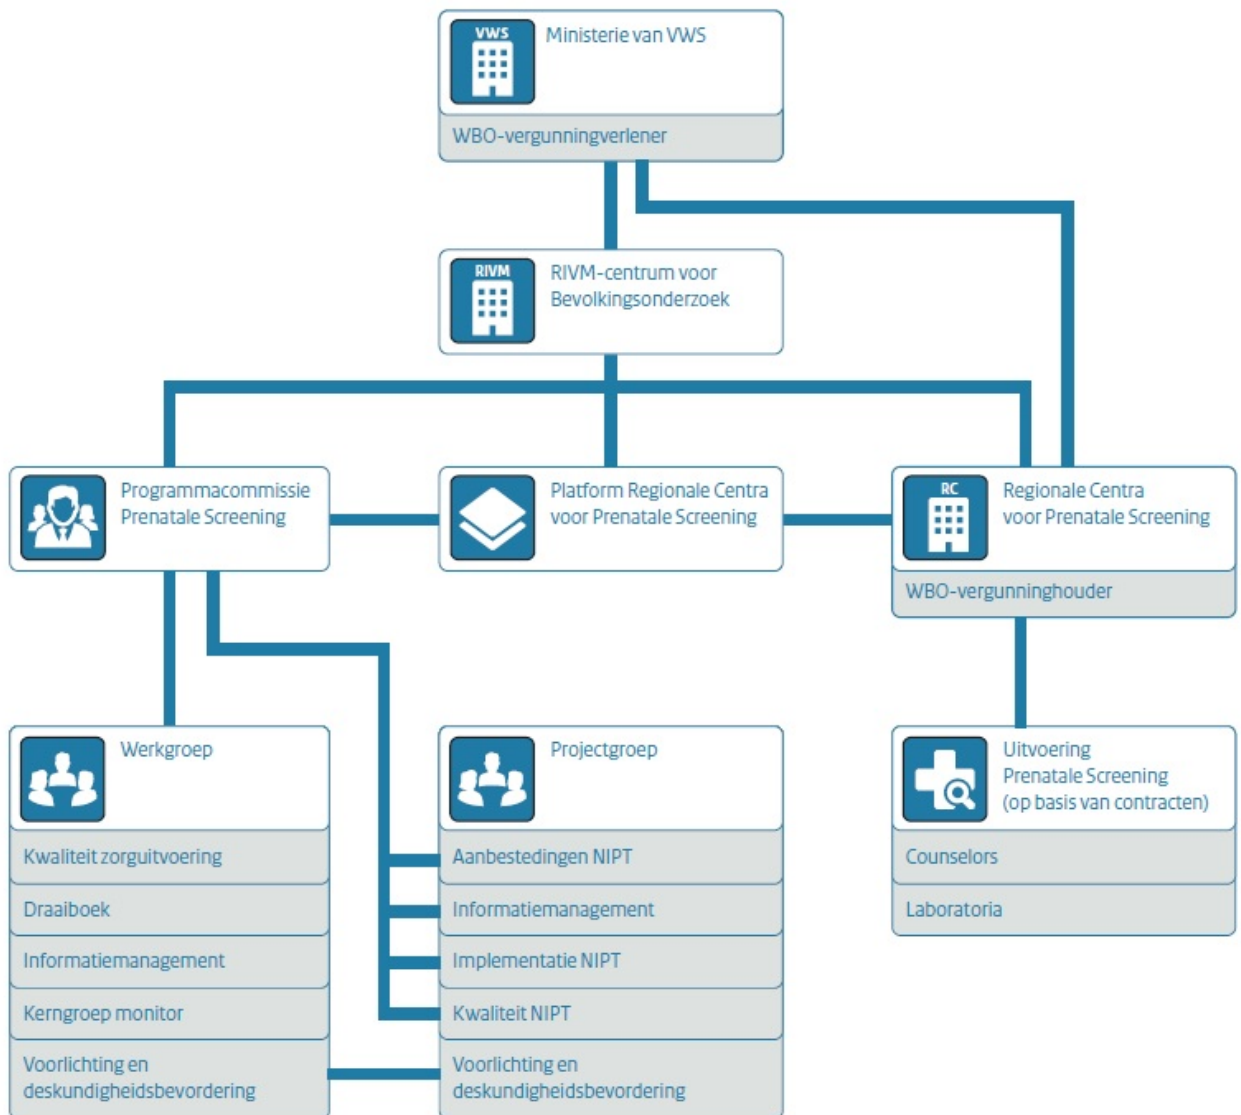 VWS
Ministerie van VWS
WBO-vergunningverlener
RIVM
RIVM-centrum voor
Bevolkingsonderzoek
Programmacommissie
Prenatale Screening
Platform Regionale Centra
voor Prenatale Screening
RC
Regionale Centra
voor Prenatale Screening
WBO-vergunninghouder
Werkgroep
Kwaliteit zorguitvoering
Draaiboek
Informatiemanagement
Kerngroep monitor
Voorlichting en
deskundigheidsbevordering
Projectgroep
Aanbestedingen NIPT
Informatiemanagement
Implementatie NIPT
Kwaliteit NIPT
Voorlichting en
deskundigheidsbevordering
Uitvoering
Prenatale Screening
(op basis van contracten)
Counselors
Laboratoria